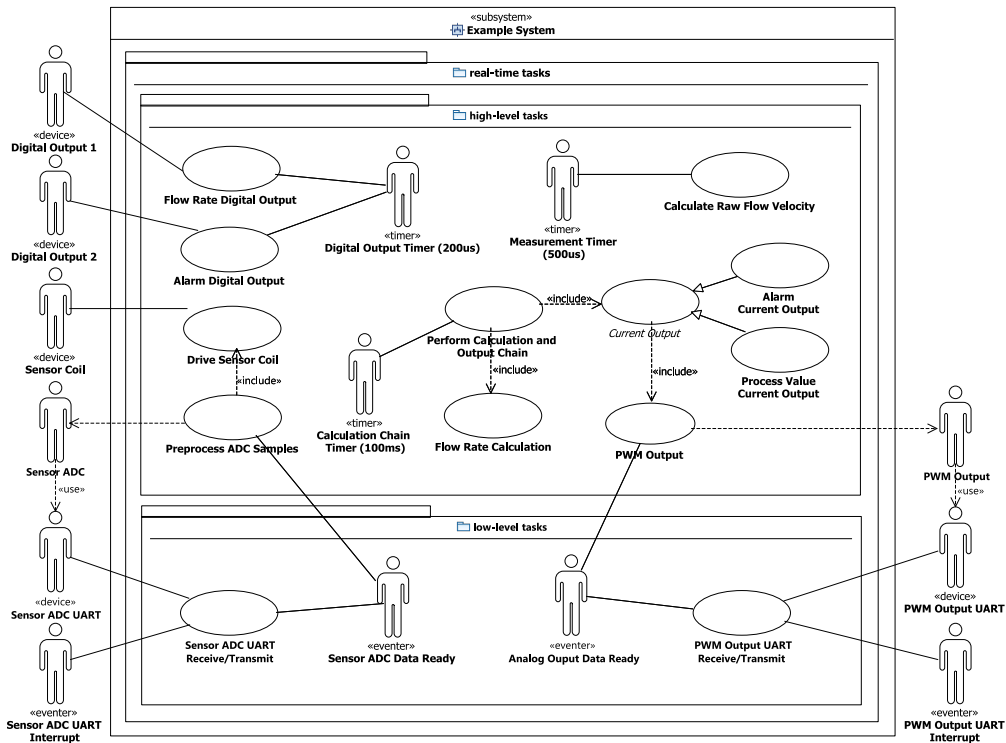 «subsystem»
Example System
real-time tasks
high-level tasks
«device»
Digital Output 1
Flow Rate Digital Output
«timer»
Digital Output Timer (200us)
«timer»
Measurement Timer
(500us)
Calculate Raw Flow Velocity
«device»
Digital Output 2
Alarm Digital Output
Alarm
Current Output
«include»
Current Output
«device»
Sensor Coil
Drive Sensor Coil
Perform Calculation and
Output Chain
Process Value
Current Output
«include»
«include»
«include»
Sensor ADC
Preprocess ADC Samples
«timer»
Calculation Chain
Timer (100ms)
Flow Rate Calculation
PWM Output
PWM Output
«use»
«use»
low-level tasks
«device»
Sensor ADC UART
Sensor ADC UART
Receive/Transmit
«eventer»
Sensor ADC Data Ready
«eventer»
Analog Ouput Data Ready
PWM Output UART
Receive/Transmit
«device»
PWM Output UART
«eventer»
Sensor ADC UART
Interrupt
«eventer»
PWM Output UART
Interrupt